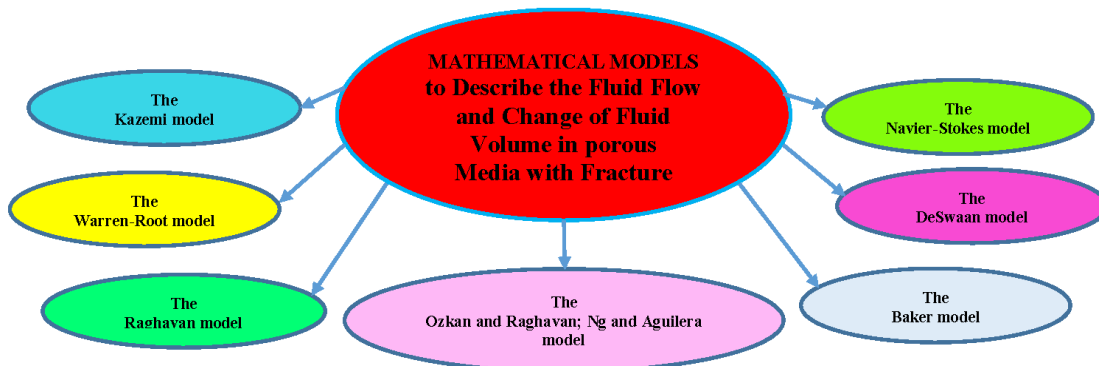 MATHEMATICAL MODELS
to Describe the Fluid Flow
and Change of Fluid
Volume in porous
Media with Fracture
The
Kazemi model
The
Navier-Stokes model
The
Warren-Root model
The
DeSwaan model
The
Raghavan model
The
Ozkan and Raghavan; Ng and Aguilera
model
The
Baker model